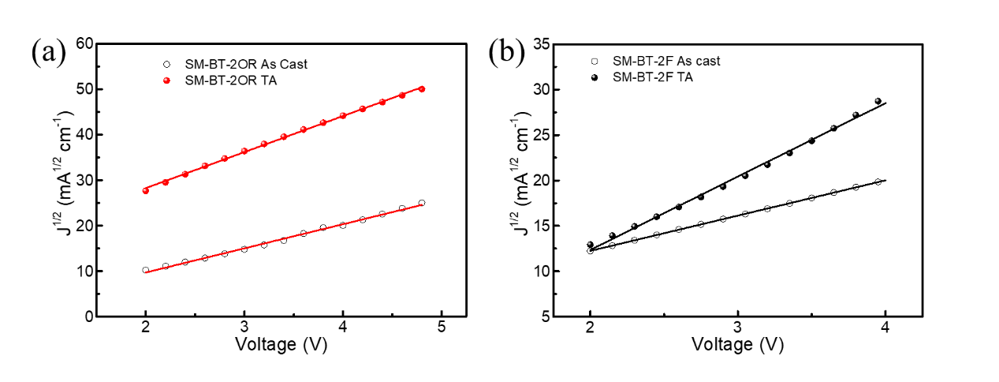 (a)
60
50
40
30
20
10
0
J1/2 (mA1/2 cm-1)
SM-BT-2OR As Cast
SM-BT-2OR TA
2 3 4 5
Voltage (V)
(b)
35
30
25
20
15
10
5
J1/2 (mA1/2 cm-1)
SM-BT-2F As cast
SM-BT-2F TA
2 3 4
Voltage (V)